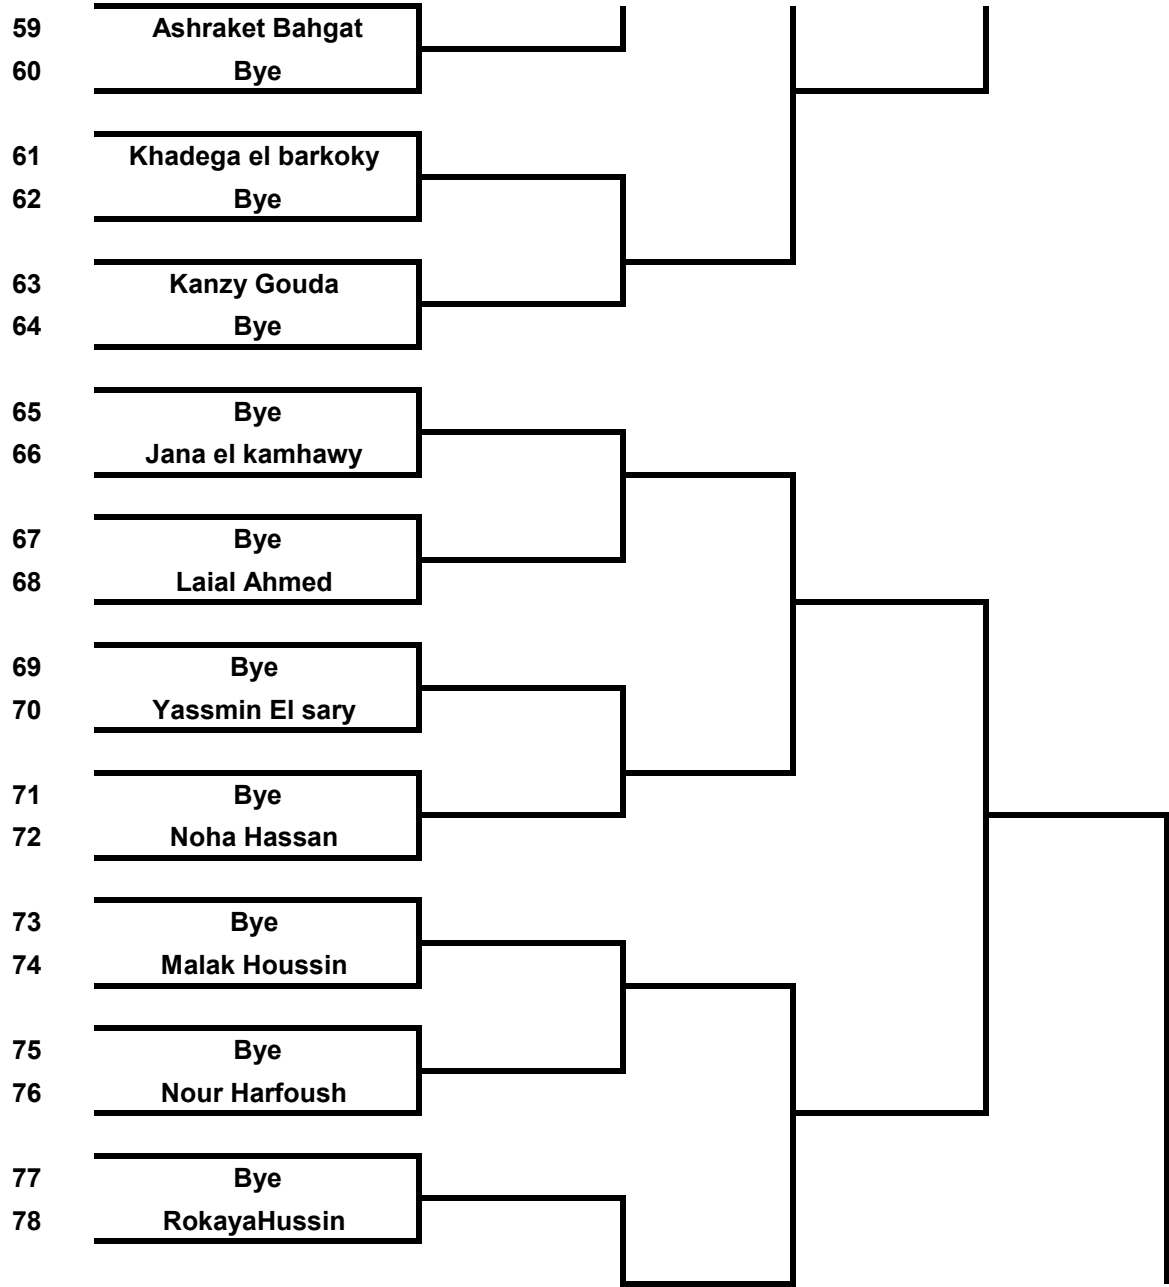 59 Ashraket Bahgat
60 Bye
61 Khadega el barkoky
62 Bye
63 Kanzy Gouda
64 Bye
65 Bye
66 Jana el kamhawy
67 Bye
68 Laial Ahmed
69 Bye
70 Yassmin El sary
71 Bye
72 Noha Hassan
73 Bye
74 Malak Houssin
75 Bye
76 Nour Harfoush
77 Bye
78 RokayaHussin